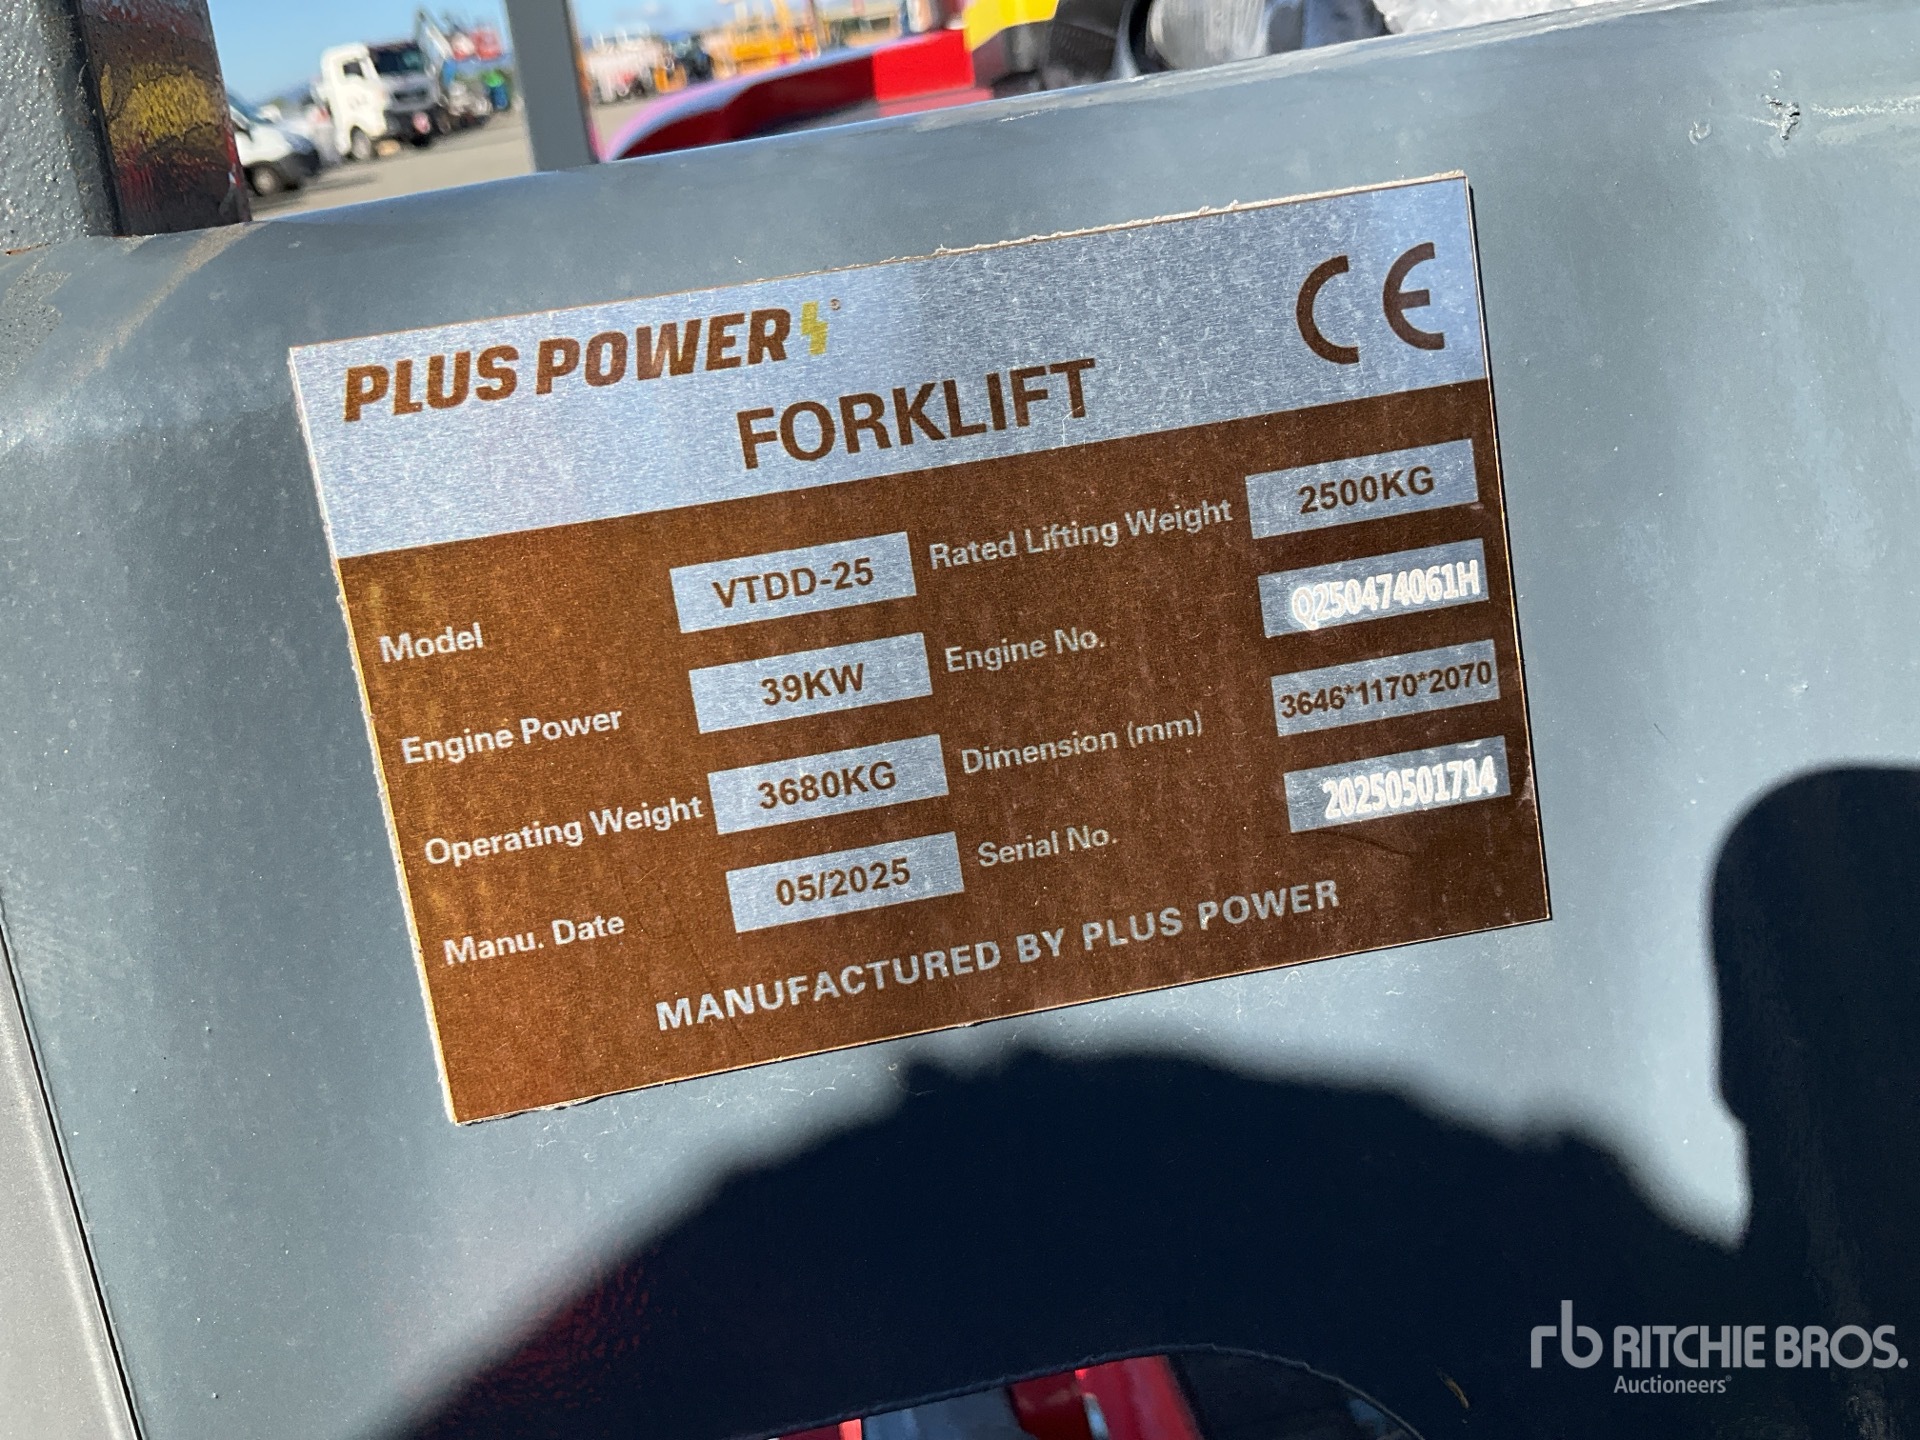 PLUS POWER®
CE
FORKLIFT
Model VTDD-25 Rated Lifting Weight 2500KG
Engine Power 39KW Engine No. Q250474061H
Operating Weight 3680KG Dimension (mm) 3646*1170*2070
Manu. Date 05/2025 Serial No. 20250501714
MANUFACTURED BY PLUS POWER
rb RITCHIE BROS.
Auctioneers®